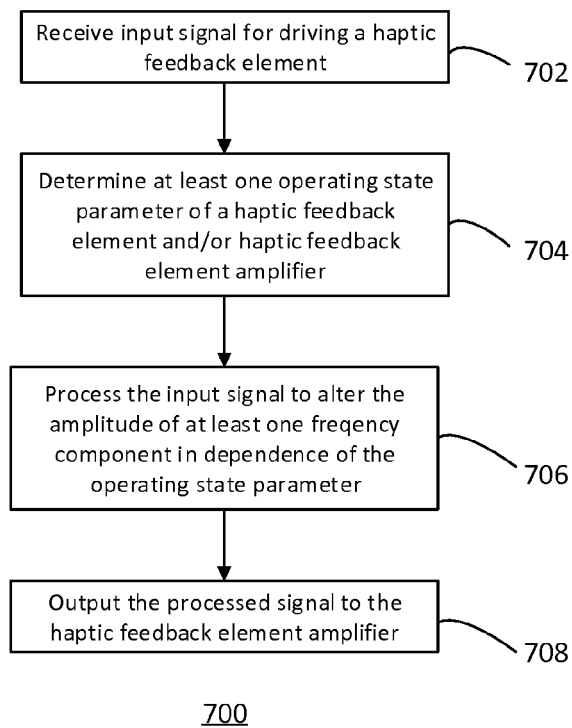 Receive input signal for driving a haptic
feedback element
702
Determine at least one operating state
parameter of a haptic feedback
element and/or haptic feedback
element amplifier
704
Process the input signal to alter the
amplitude of at least one freqency
component in dependence of the
operating state parameter
706
Output the processed signal to the
haptic feedback element amplifier
708
700